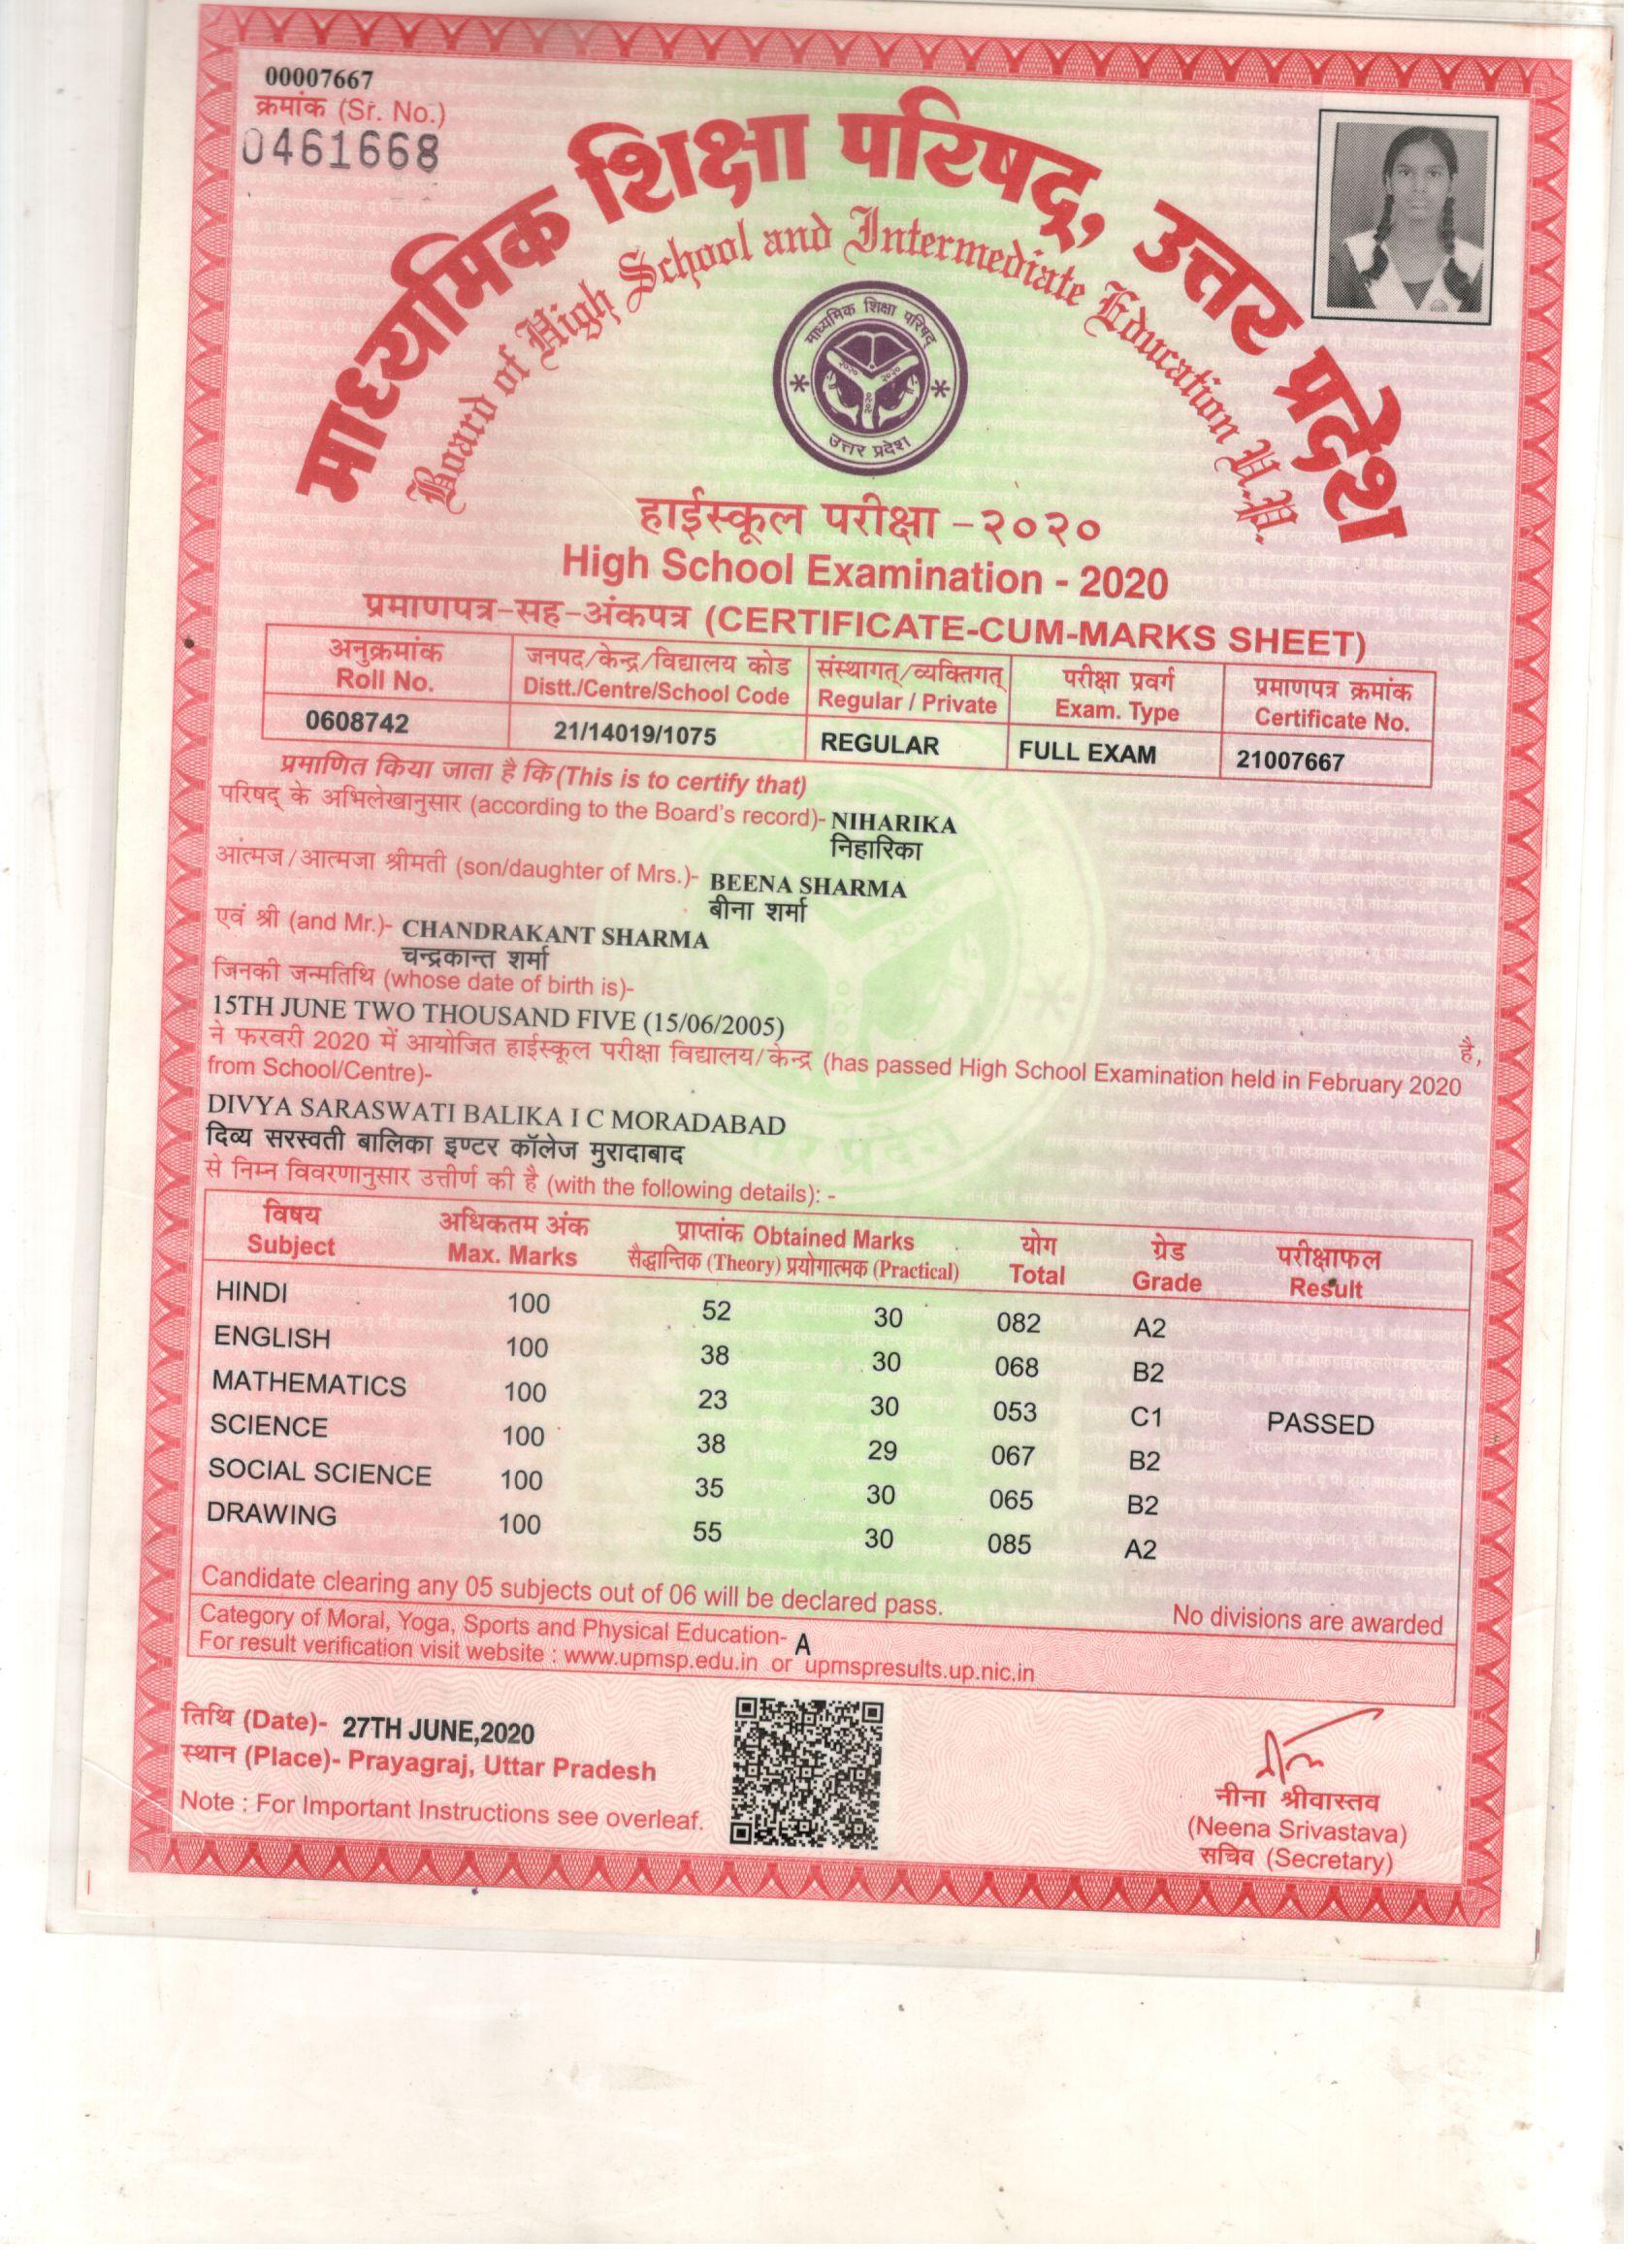 00007667
क्रमांक (Sr. No.)
0461668
माध्यमिक शिक्षा परिषद्, उत्तर प्रदेश
Board of High School and Intermediate Education U.P.
माध्यमिक शिक्षा परिषद्
२०२० २०२०
२०२०
उत्तर प्रदेश
हाईस्कूल परीक्षा -२०२०
High School Examination - 2020
प्रमाणपत्र-सह-अंकपत्र (CERTIFICATE-CUM-MARKS SHEET)
अनुक्रमांक जनपद/केन्द्र/विद्यालय कोड संस्थागत्/व्यक्तिगत् परीक्षा प्रवर्ग प्रमाणपत्र क्रमांक
Roll No. Distt./Centre/School Code Regular / Private Exam. Type Certificate No.
0608742 21/14019/1075 REGULAR FULL EXAM 21007667
प्रमाणित किया जाता है कि (This is to certify that)
परिषद् के अभिलेखानुसार (according to the Board's record)- NIHARIKA
निहारिका
आत्मज/आत्मजा श्रीमती (son/daughter of Mrs.)- BEENA SHARMA
बीना शर्मा
एवं श्री (and Mr.)- CHANDRAKANT SHARMA
चन्द्रकान्त शर्मा
जिनकी जन्मतिथि (whose date of birth is)-
15TH JUNE TWO THOUSAND FIVE (15/06/2005)
ने फरवरी 2020 में आयोजित हाईस्कूल परीक्षा विद्यालय/केन्द्र (has passed High School Examination held in February 2020 है,
from School/Centre)-
DIVYA SARASWATI BALIKA I C MORADABAD
दिव्य सरस्वती बालिका इण्टर कॉलेज मुरादाबाद
से निम्न विवरणानुसार उत्तीर्ण की है (with the following details): -
विषय अधिकतम अंक प्राप्तांक Obtained Marks योग ग्रेड परीक्षाफल
Subject Max. Marks सैद्धान्तिक (Theory) प्रयोगात्मक (Practical) Total Grade Result
HINDI 100 52 30 082 A2
ENGLISH 100 38 30 068 B2
MATHEMATICS 100 23 30 053 C1 PASSED
SCIENCE 100 38 29 067 B2
SOCIAL SCIENCE 100 35 30 065 B2
DRAWING 100 55 30 085 A2
Candidate clearing any 05 subjects out of 06 will be declared pass. No divisions are awarded
Category of Moral, Yoga, Sports and Physical Education- A
For result verification visit website : www.upmsp.edu.in or upmspresults.up.nic.in
तिथि (Date)- 27TH JUNE,2020
स्थान (Place)- Prayagraj, Uttar Pradesh
Note : For Important Instructions see overleaf.
नीना श्रीवास्तव
(Neena Srivastava)
सचिव (Secretary)